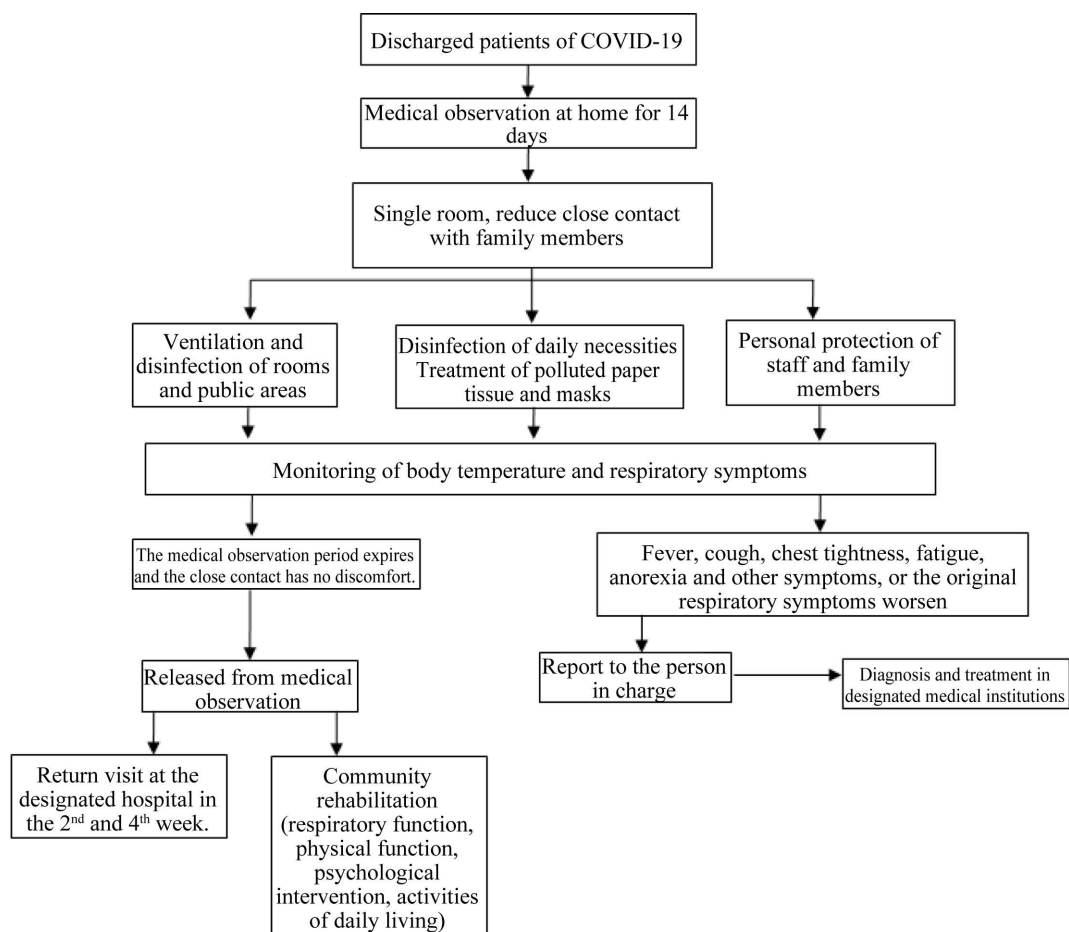 Discharged patients of COVID-19
Medical observation at home for 14
days
Single room, reduce close contact
with family members
Ventilation and
disinfection of rooms
and public areas
Disinfection of daily necessities
Treatment of polluted paper
tissue and masks
Personal protection of
staff and family
members
Monitoring of body temperature and respiratory symptoms
The medical observation period expires
and the close contact has no discomfort.
Fever, cough, chest tightness, fatigue,
anorexia and other symptoms, or the original
respiratory symptoms worsen
Released from medical
observation
Report to the person
in charge
Diagnosis and treatment in
designated medical institutions
Return visit at the
designated hospital in
the 2nd and 4th week.
Community
rehabilitation
(respiratory function,
physical function,
psychological
intervention, activities
of daily living)